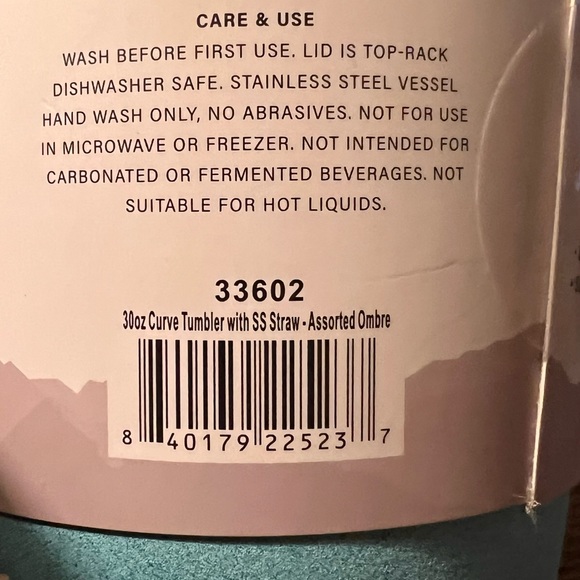 CARE & USE
WASH BEFORE FIRST USE. LID IS TOP-RACK
DISHWASHER SAFE. STAINLESS STEEL VESSEL
HAND WASH ONLY, NO ABRASIVES. NOT FOR USE
IN MICROWAVE OR FREEZER. NOT INTENDED FOR
CARBONATED OR FERMENTED BEVERAGES. NOT
SUITABLE FOR HOT LIQUIDS.
33602
30oz Curve Tumbler with SS Straw - Assorted Ombre
8 40179 22523 7